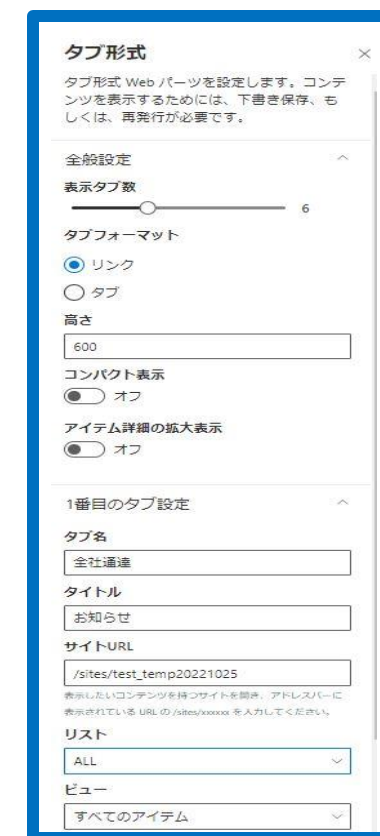 タブ形式
タブ形式 Web パーツを設定します。コンテ
ンツを表示するためには、下書き保存、も
しくは、再発行が必要です。
全般設定
表示タブ数
6
タブフォーマット
リンク
タブ
高さ
600
コンパクト表示
オフ
アイテム詳細の拡大表示
オフ
1番目のタブ設定
タブ名
全社通達
タイトル
お知らせ
サイトURL
/sites/test_temp20221025
表示したいコンテンツを持つサイトを開き、アドレスバーに
表示されている URL の /sites/xxxxxx を入力してください。
リスト
ALL
ビュー
すべてのアイテム